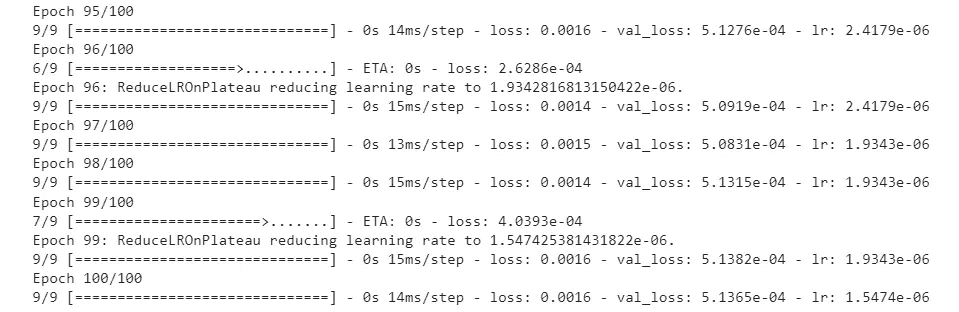 Epoch 95/100
9/9 [==============================] - 0s 14ms/step - loss: 0.0016 - val_loss: 5.1276e-04 - lr: 2.4179e-06
Epoch 96/100
6/9 [===================>..........] - ETA: 0s - loss: 2.6286e-04
Epoch 96: ReduceLROnPlateau reducing learning rate to 1.9342816813150422e-06.
9/9 [==============================] - 0s 15ms/step - loss: 0.0014 - val_loss: 5.0919e-04 - lr: 2.4179e-06
Epoch 97/100
9/9 [==============================] - 0s 13ms/step - loss: 0.0015 - val_loss: 5.0831e-04 - lr: 1.9343e-06
Epoch 98/100
9/9 [==============================] - 0s 15ms/step - loss: 0.0014 - val_loss: 5.1315e-04 - lr: 1.9343e-06
Epoch 99/100
7/9 [======================>.......] - ETA: 0s - loss: 4.0393e-04
Epoch 99: ReduceLROnPlateau reducing learning rate to 1.547425381431822e-06.
9/9 [==============================] - 0s 15ms/step - loss: 0.0016 - val_loss: 5.1382e-04 - lr: 1.9343e-06
Epoch 100/100
9/9 [==============================] - 0s 14ms/step - loss: 0.0016 - val_loss: 5.1365e-04 - lr: 1.5474e-06